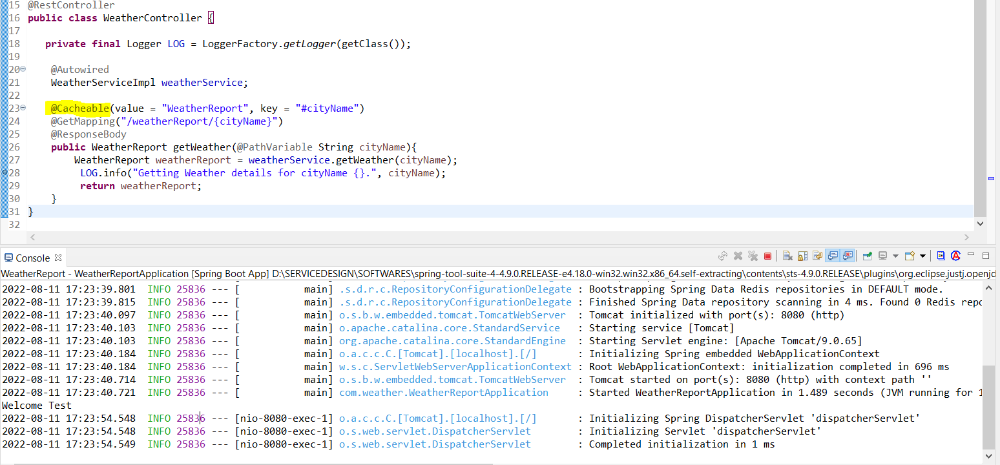 15 @RestController
16 public class WeatherController {
17
18 private final Logger LOG = LoggerFactory.getLogger(getClass());
19
20 @Autowired
21 WeatherServiceImpl weatherService;
22
23 @Cacheable(value = "WeatherReport", key = "#cityName")
24 @GetMapping("/weatherReport/{cityName}")
25 @ResponseBody
26 public WeatherReport getWeather(@PathVariable String cityName){
27 WeatherReport weatherReport = weatherService.getWeather(cityName);
28 LOG.info("Getting Weather details for cityName {}.", cityName);
29 return weatherReport;
30 }
31 }
32
Console
WeatherReport - WeatherReportApplication [Spring Boot App] D:\SERVICEDESIGN\SOFTWARES\spring-tool-suite-4-4.9.0.RELEASE-e4.18.0-win32.win32.x86_64.self-extracting\contents\sts-4.9.0.RELEASE\plugins\org.eclipse.justj.openjd
2022-08-11 17:23:39.801 INFO 25836 --- [ main] .s.d.r.c.RepositoryConfigurationDelegate : Bootstrapping Spring Data Redis repositories in DEFAULT mode.
2022-08-11 17:23:39.815 INFO 25836 --- [ main] .s.d.r.c.RepositoryConfigurationDelegate : Finished Spring Data repository scanning in 4 ms. Found 0 Redis repo
2022-08-11 17:23:40.097 INFO 25836 --- [ main] o.s.b.w.embedded.tomcat.TomcatWebServer : Tomcat initialized with port(s): 8080 (http)
2022-08-11 17:23:40.103 INFO 25836 --- [ main] o.apache.catalina.core.StandardService : Starting service [Tomcat]
2022-08-11 17:23:40.103 INFO 25836 --- [ main] org.apache.catalina.core.StandardEngine : Starting Servlet engine: [Apache Tomcat/9.0.65]
2022-08-11 17:23:40.184 INFO 25836 --- [ main] o.a.c.c.C.[Tomcat].[localhost].[/] : Initializing Spring embedded WebApplicationContext
2022-08-11 17:23:40.184 INFO 25836 --- [ main] w.s.c.ServletWebServerApplicationContext : Root WebApplicationContext: initialization completed in 696 ms
2022-08-11 17:23:40.714 INFO 25836 --- [ main] o.s.b.w.embedded.tomcat.TomcatWebServer : Tomcat started on port(s): 8080 (http) with context path ''
2022-08-11 17:23:40.721 INFO 25836 --- [ main] com.weather.WeatherReportApplication : Started WeatherReportApplication in 1.489 seconds (JVM running for 1
Welcome Test
2022-08-11 17:23:54.548 INFO 25836 --- [nio-8080-exec-1] o.a.c.c.C.[Tomcat].[localhost].[/] : Initializing Spring DispatcherServlet 'dispatcherServlet'
2022-08-11 17:23:54.548 INFO 25836 --- [nio-8080-exec-1] o.s.web.servlet.DispatcherServlet : Initializing Servlet 'dispatcherServlet'
2022-08-11 17:23:54.549 INFO 25836 --- [nio-8080-exec-1] o.s.web.servlet.DispatcherServlet : Completed initialization in 1 ms